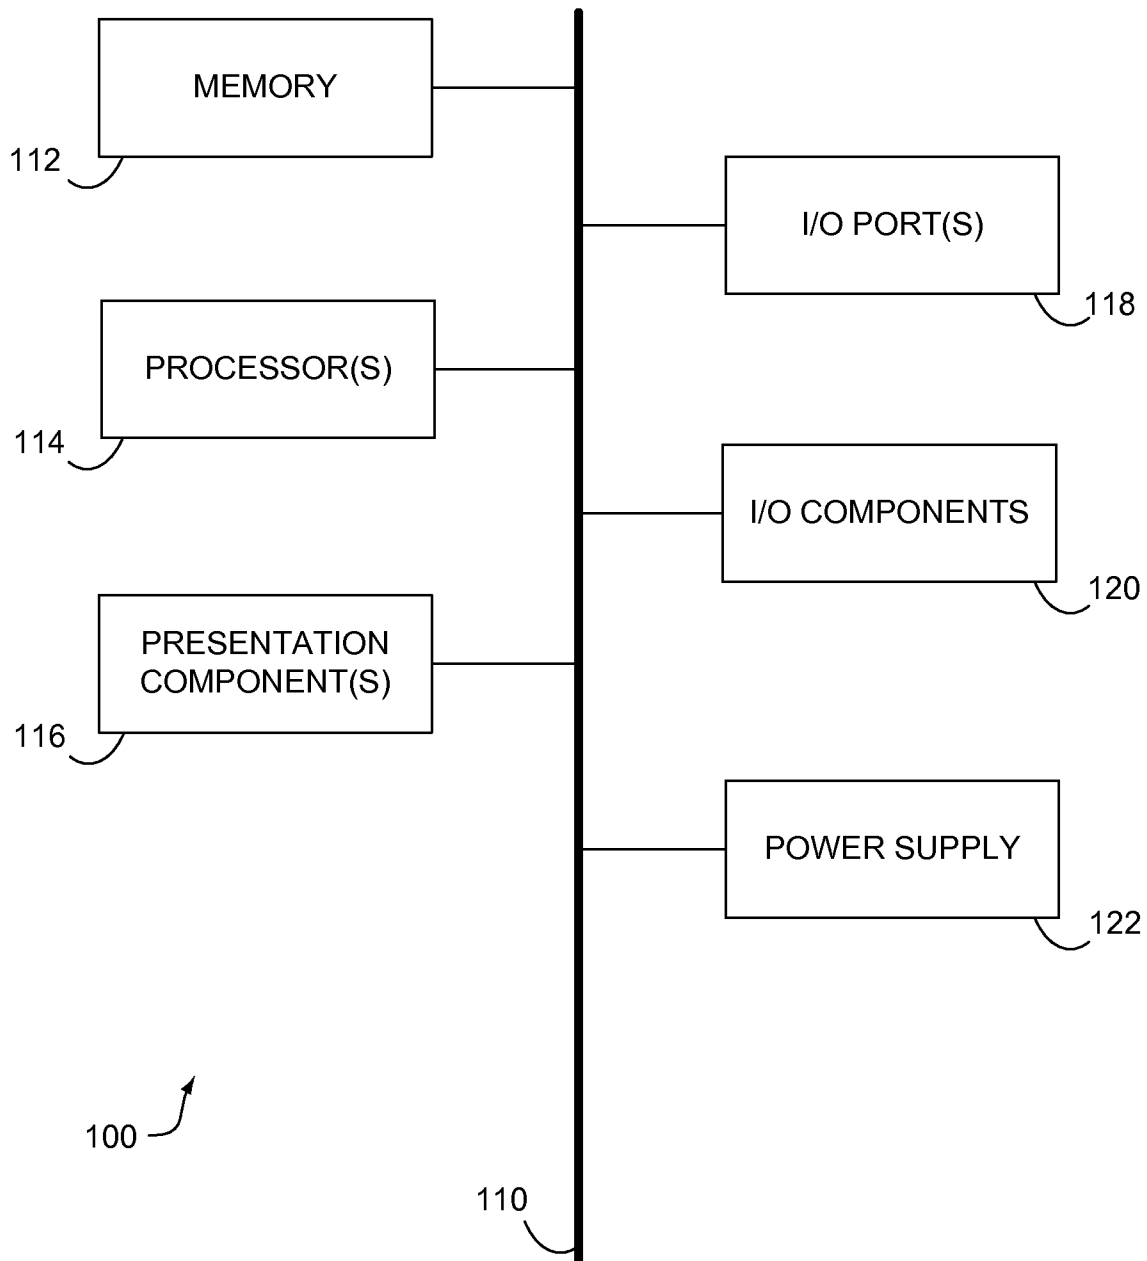 MEMORY
112
I/O PORT(S)
118
PROCESSOR(S)
114
I/O COMPONENTS
120
PRESENTATION
COMPONENT(S)
116
POWER SUPPLY
122
100
110